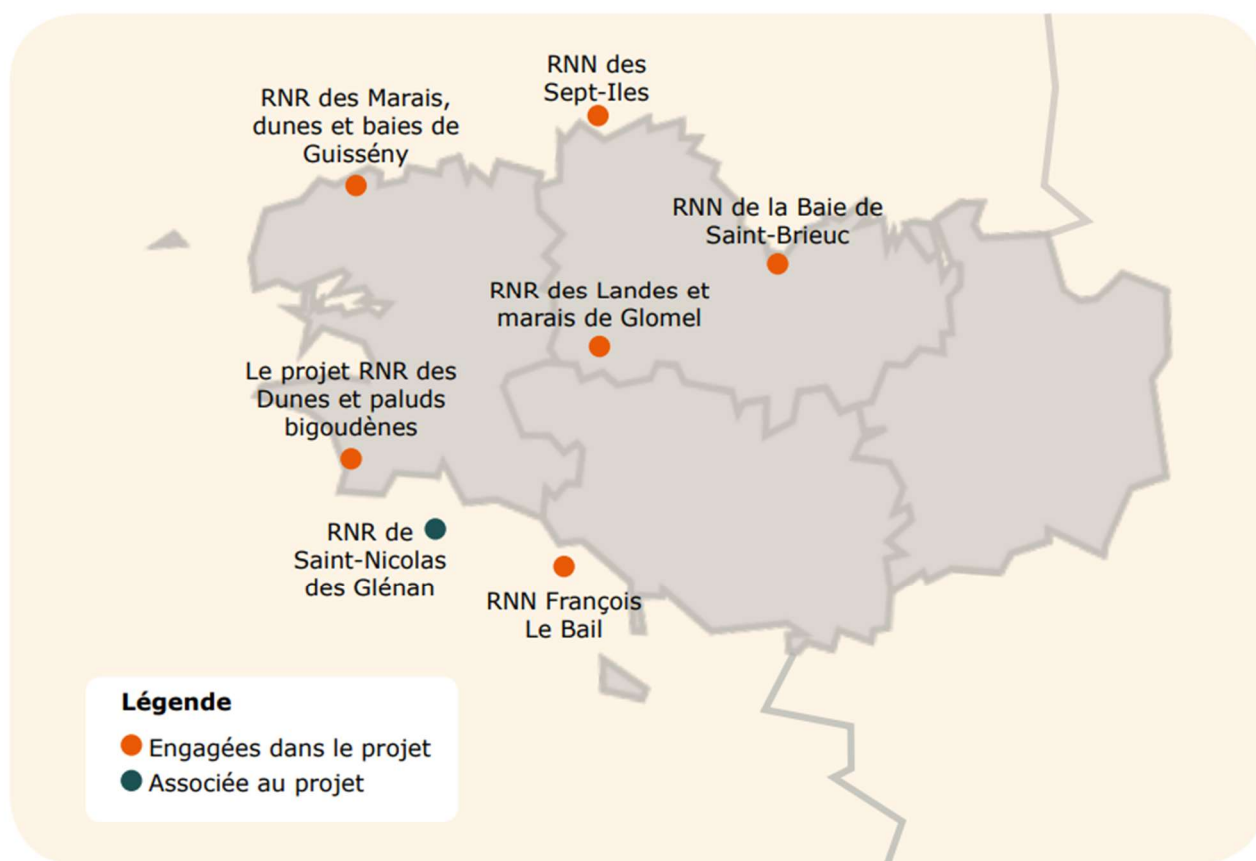 RNN des
Sept-Iles
RNR des Marais,
dunes et baies de
Guissény
RNN de la Baie de
Saint-Brieuc
RNR des Landes et
marais de Glomel
Le projet RNR des
Dunes et paluds
bigoudènes
RNR de
Saint-Nicolas
des Glénan
RNN François
Le Bail
Légende
Engagées dans le projet
Associée au projet